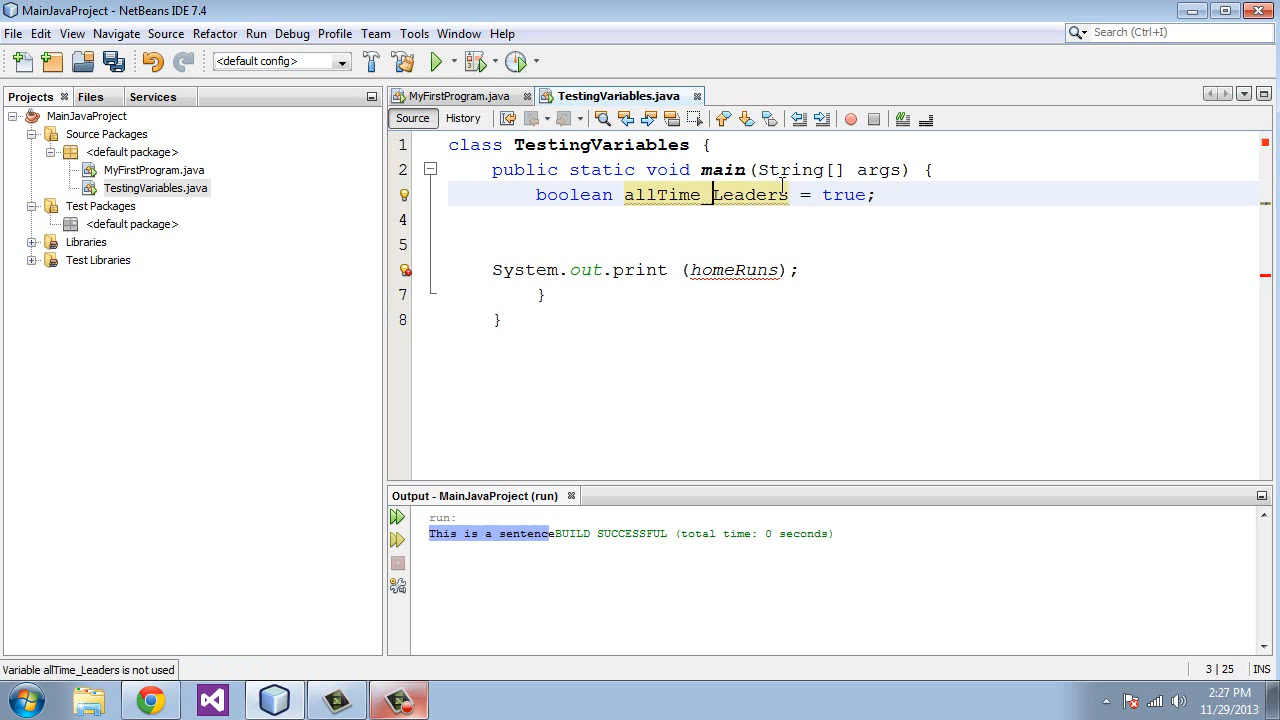 MainJavaProject - NetBeans IDE 7.4
File Edit View Navigate Source Refactor Run Debug Profile Team Tools Window Help
Search (Ctrl+I)
<default config>
Projects Files Services
MainJavaProject
Source Packages
<default package>
MyFirstProgram.java
TestingVariables.java
Test Packages
<default package>
Libraries
Test Libraries
MyFirstProgram.java TestingVariables.java
Source History
1 class TestingVariables {
2 public static void main(String[] args) {
boolean allTime_Leaders = true;
4
5
System.out.print (homeRuns);
7 }
8 }
Output - MainJavaProject (run)
run:
This is a sentenceBUILD SUCCESSFUL (total time: 0 seconds)
Variable allTime_Leaders is not used
3 | 25 INS
2:27 PM
11/29/2013